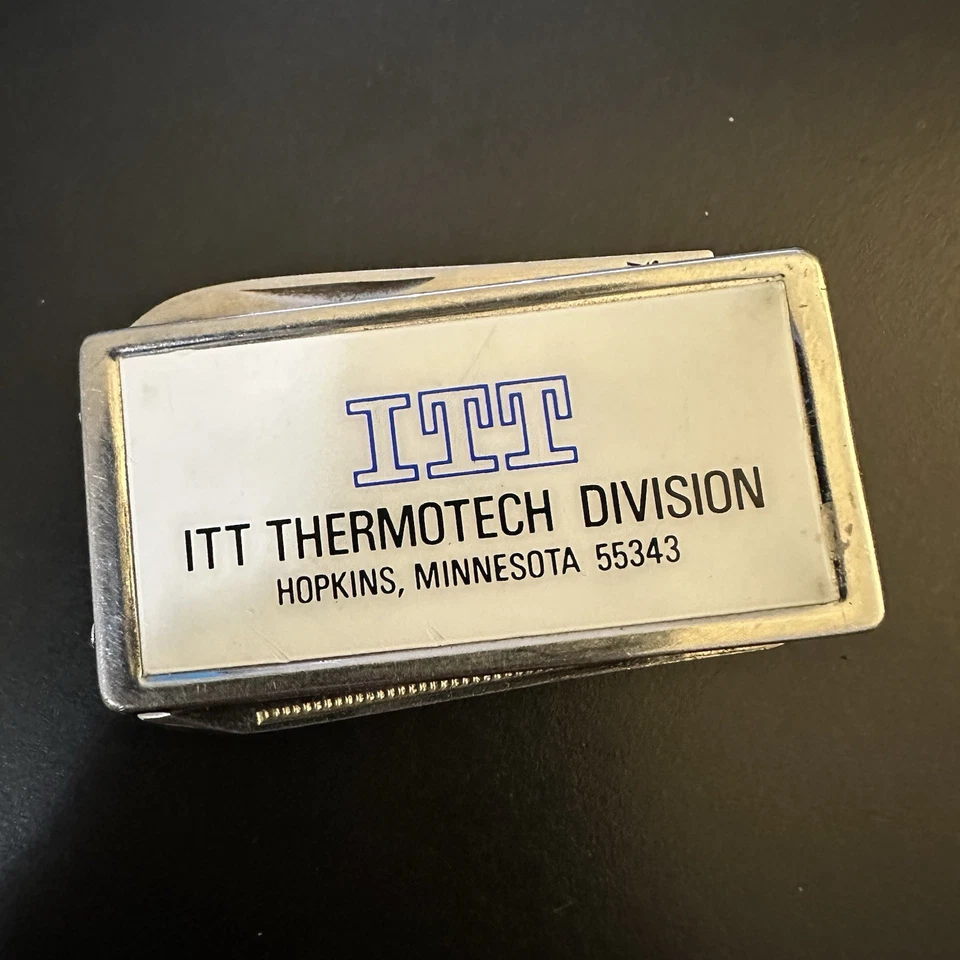 ITT
ITT THERMOTECH DIVISION
HOPKINS, MINNESOTA 55343